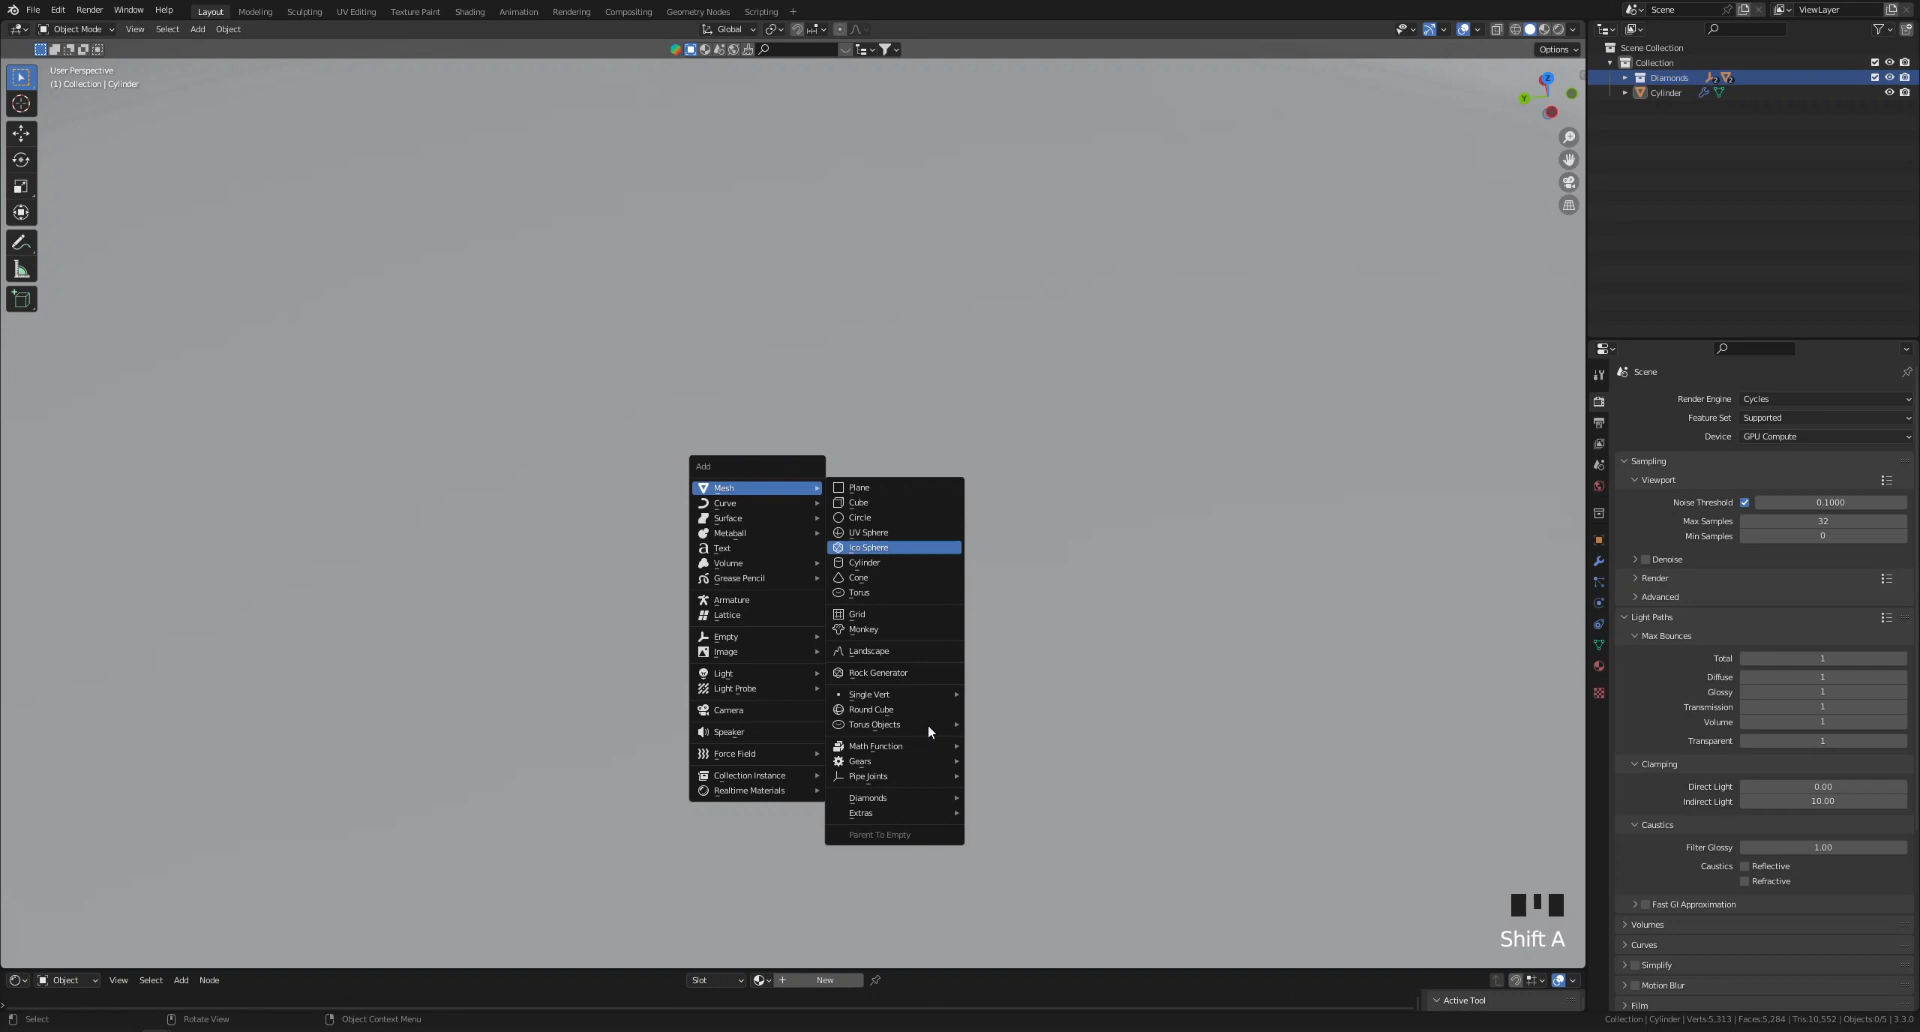 File Edit Render Window Help Layout Modeling Sculpting UV Editing Texture Paint Shading Animation Rendering Compositing Geometry Nodes Scripting + Scene ViewLayer
Object Mode View Select Add Object Global
Options
User Perspective
(1) Collection | Cylinder
Z
Y
Scene Collection
Collection
Diamonds 2 2
Cylinder
Add
Mesh
Curve
Surface
Metaball
Text
Volume
Grease Pencil
Armature
Lattice
Empty
Image
Light
Light Probe
Camera
Speaker
Force Field
Collection Instance
Realtime Materials
Plane
Cube
Circle
UV Sphere
Ico Sphere
Cylinder
Cone
Torus
Grid
Monkey
Landscape
Rock Generator
Single Vert
Round Cube
Torus Objects
Math Function
Gears
Pipe Joints
Diamonds
Extras
Parent To Empty
Shift A
Scene
Render Engine Cycles
Feature Set Supported
Device GPU Compute
Sampling
Viewport
Noise Threshold 0.1000
Max Samples 32
Min Samples 0
Denoise
Render
Advanced
Light Paths
Max Bounces
Total 1
Diffuse 1
Glossy 1
Transmission 1
Volume 1
Transparent 1
Clamping
Direct Light 0.00
Indirect Light 10.00
Caustics
Filter Glossy 1.00
Caustics Reflective
Refractive
Fast GI Approximation
Volumes
Curves
Simplify
Motion Blur
Film
Object View Select Add Node Slot + New
Active Tool
Select Rotate View Object Context Menu Collection | Cylinder | Verts:5,313 | Faces:5,284 | Tris:10,552 | Objects:0/5 | 3.3.0